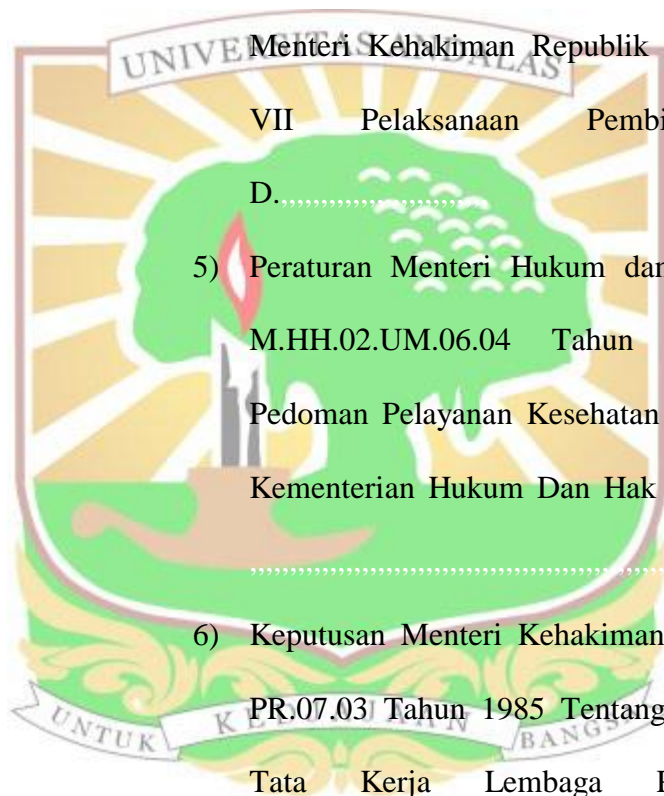 UNIVERSITAS ANDALAS
Menteri Kehakiman Republik
VII Pelaksanaan Pembi
D.,,,,,,,,,,,,,,,,,,,,,,,,,,
5) Peraturan Menteri Hukum dan
M.HH.02.UM.06.04 Tahun
Pedoman Pelayanan Kesehatan
Kementerian Hukum Dan Hak
,,,,,,,,,,,,,,,,,,,,,,,,,,,,,,,,,,,,,,,,,,,,,,,,,,,,
6) Keputusan Menteri Kehakiman
PR.07.03 Tahun 1985 Tentang
Tata Kerja Lembaga
UNTUK KEDJAJAAN BANGSA